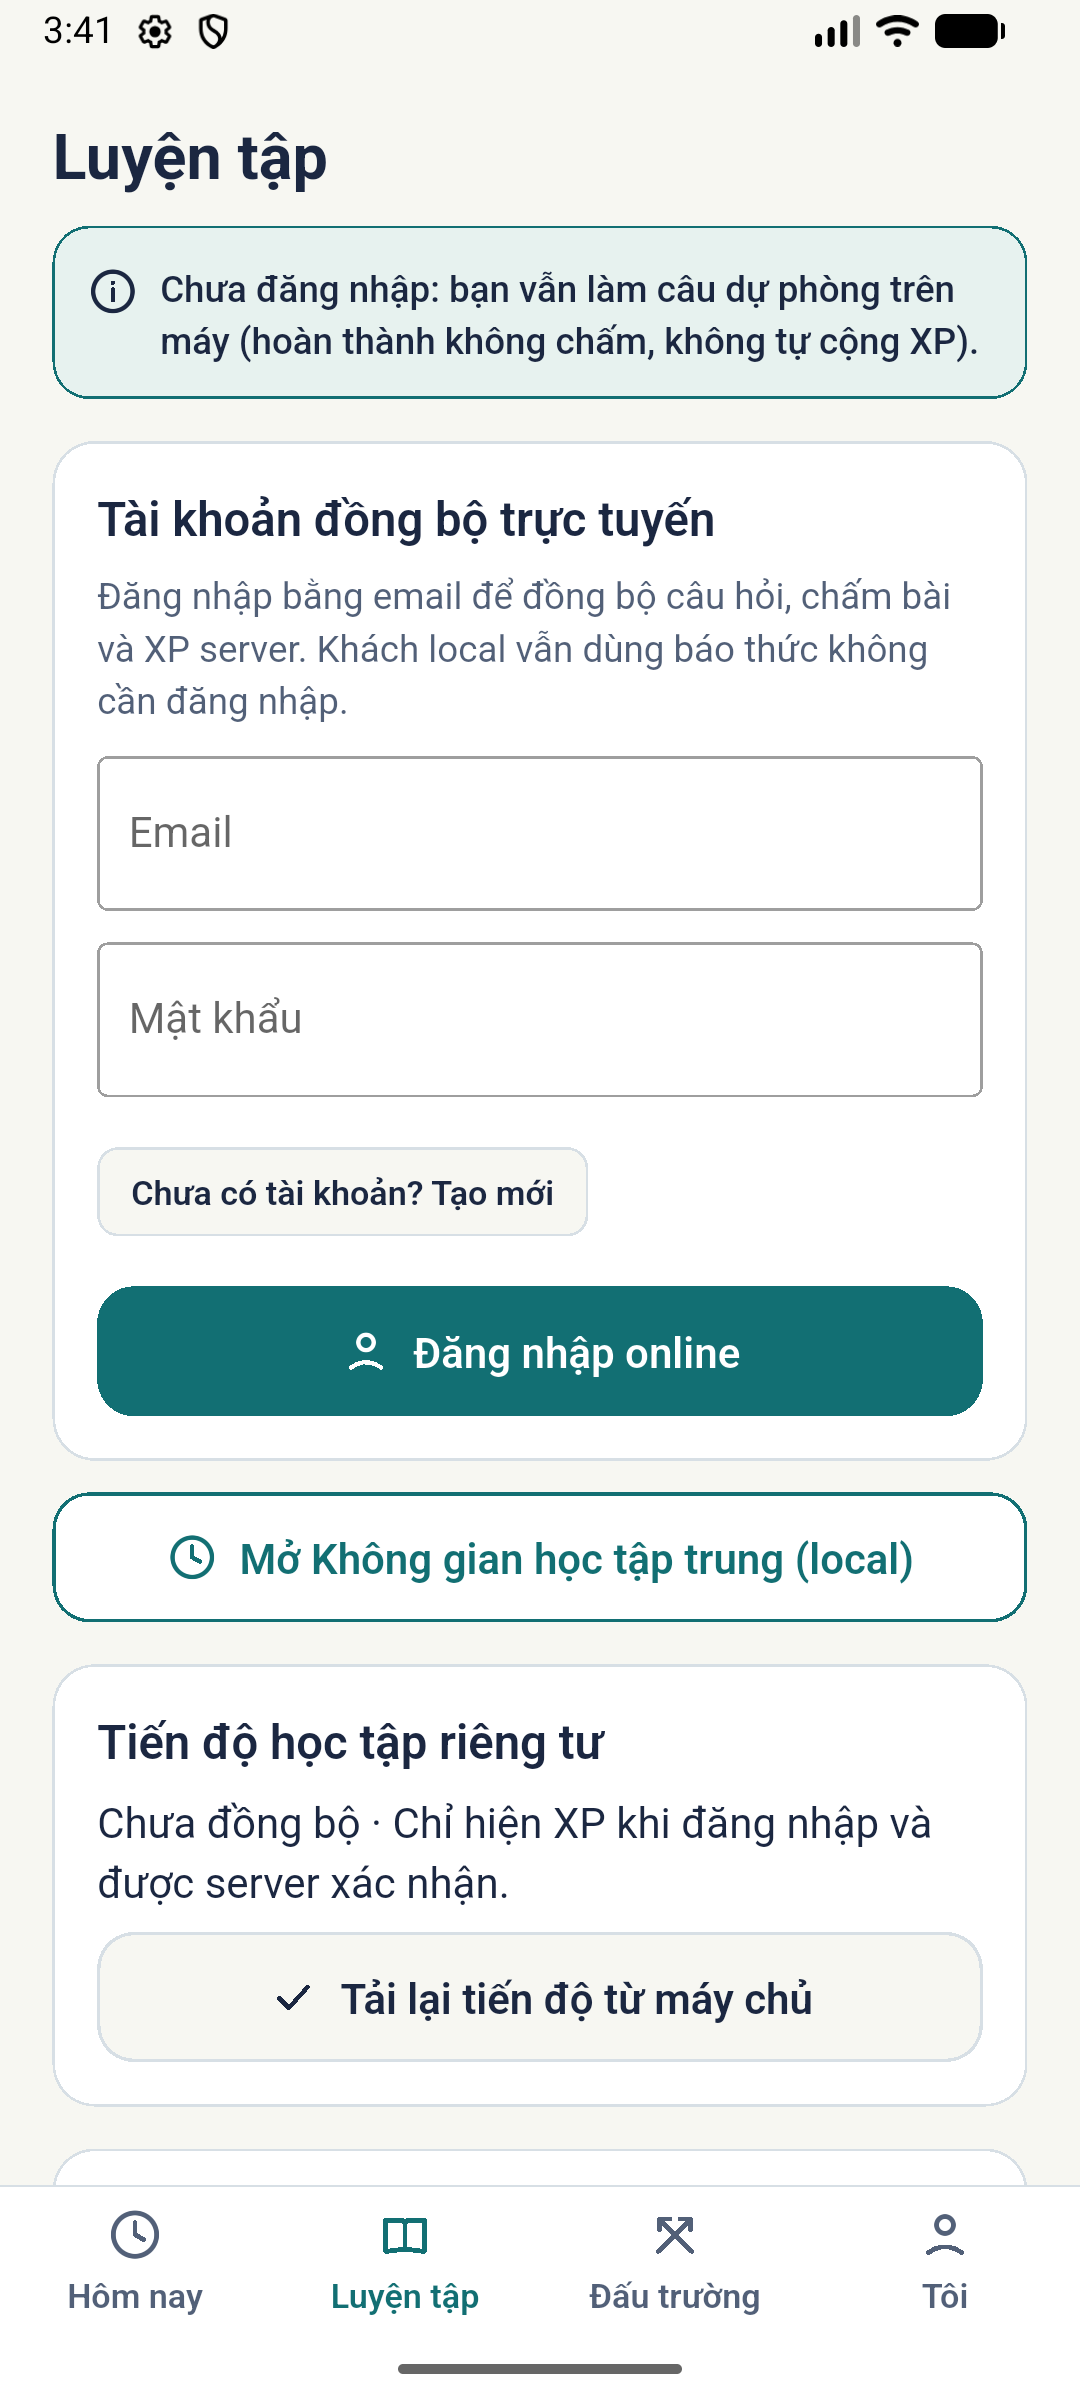 3:41
Luyện tập
Chưa đăng nhập: bạn vẫn làm câu dự phòng trên
máy (hoàn thành không chấm, không tự cộng XP).
Tài khoản đồng bộ trực tuyến
Đăng nhập bằng email để đồng bộ câu hỏi, chấm bài
và XP server. Khách local vẫn dùng báo thức không
cần đăng nhập.
Email
Mật khẩu
Chưa có tài khoản? Tạo mới
Đăng nhập online
Mở Không gian học tập trung (local)
Tiến độ học tập riêng tư
Chưa đồng bộ · Chỉ hiện XP khi đăng nhập và
được server xác nhận.
Tải lại tiến độ từ máy chủ
Hôm nay
Luyện tập
Đấu trường
Tôi